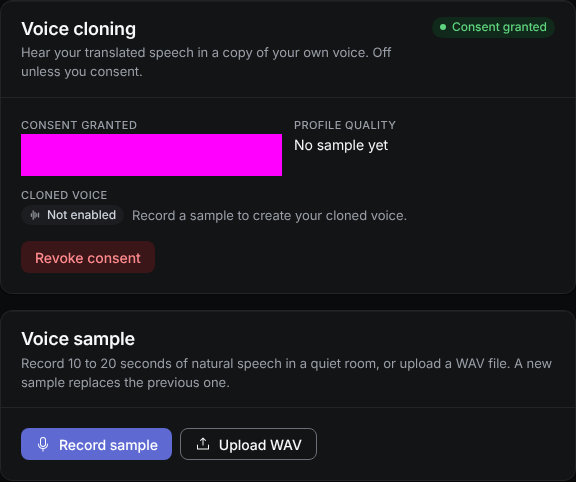 Voice cloning
Consent granted
Hear your translated speech in a copy of your own voice. Off
unless you consent.
CONSENT GRANTED
PROFILE QUALITY
No sample yet
CLONED VOICE
Not enabled
Record a sample to create your cloned voice.
Revoke consent
Voice sample
Record 10 to 20 seconds of natural speech in a quiet room, or upload a WAV file. A new
sample replaces the previous one.
Record sample
Upload WAV